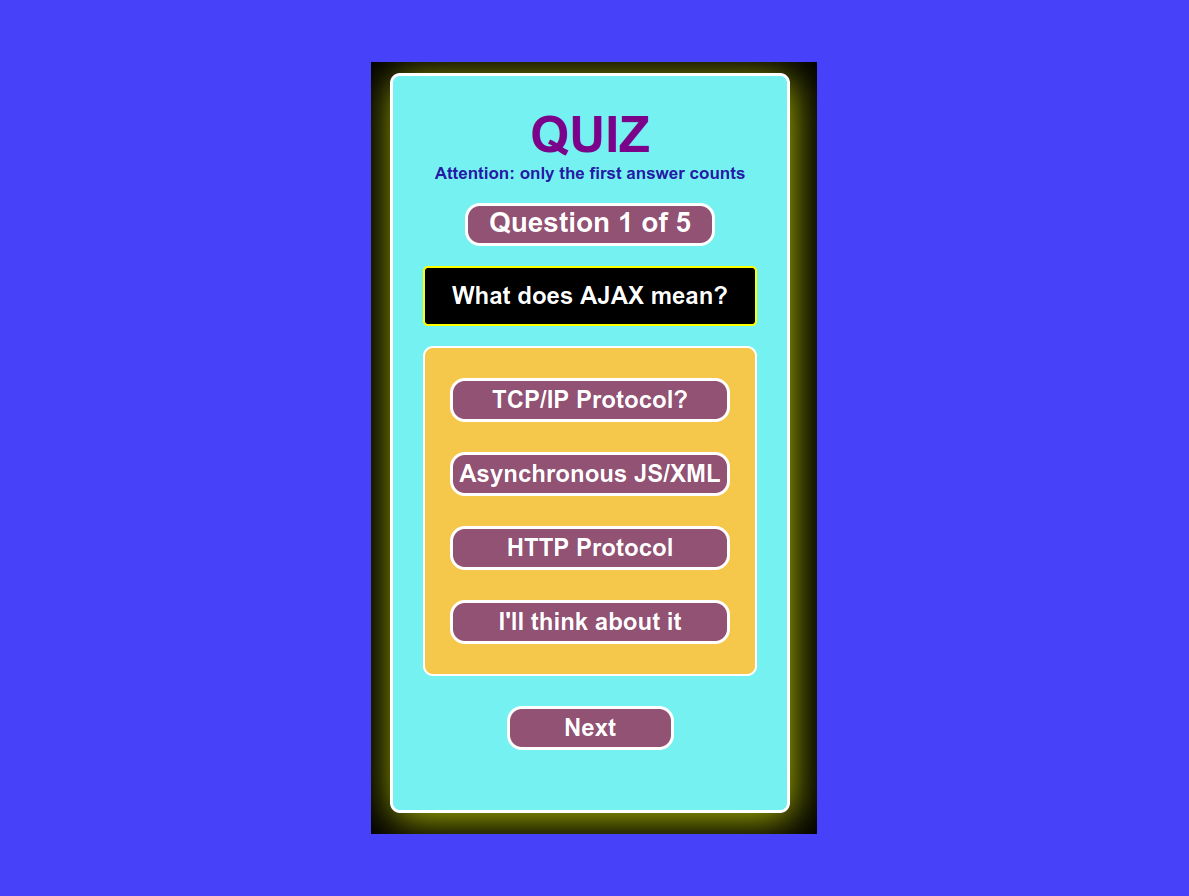 QUIZ
Attention: only the first answer counts
Question 1 of 5
What does AJAX mean?
TCP/IP Protocol?
Asynchronous JS/XML
HTTP Protocol
I'll think about it
Next